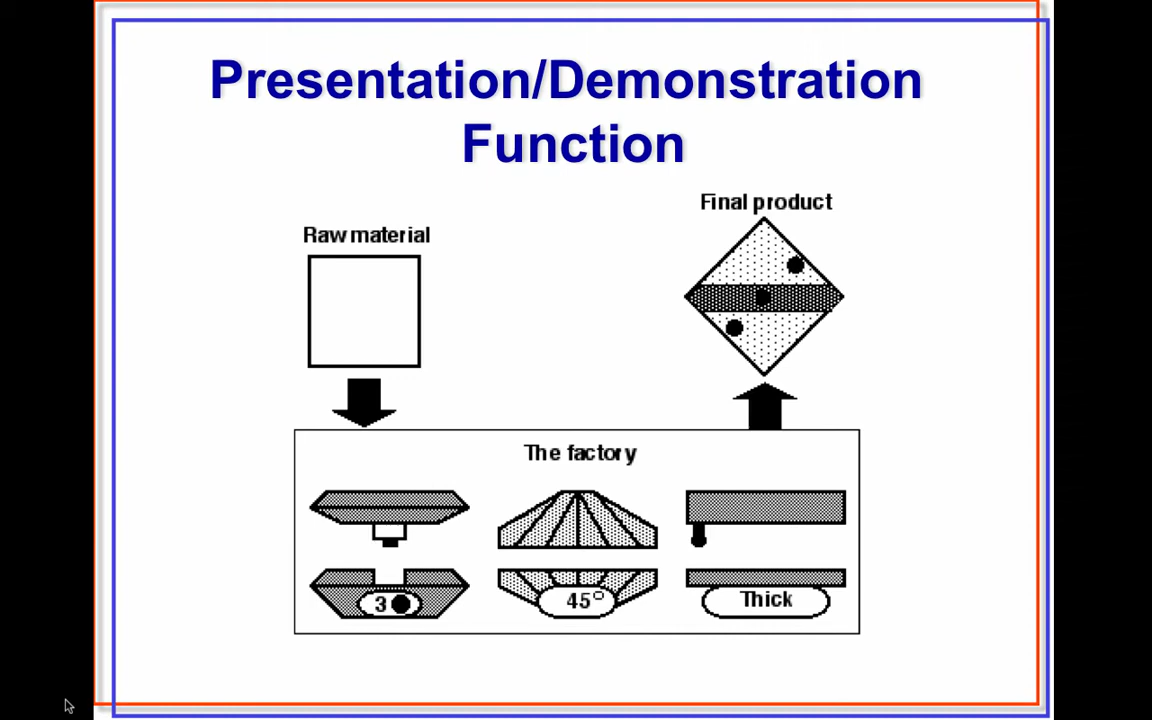 Presentation/Demonstration
Function
Final product
Raw material
The factory
3
45°
Thick